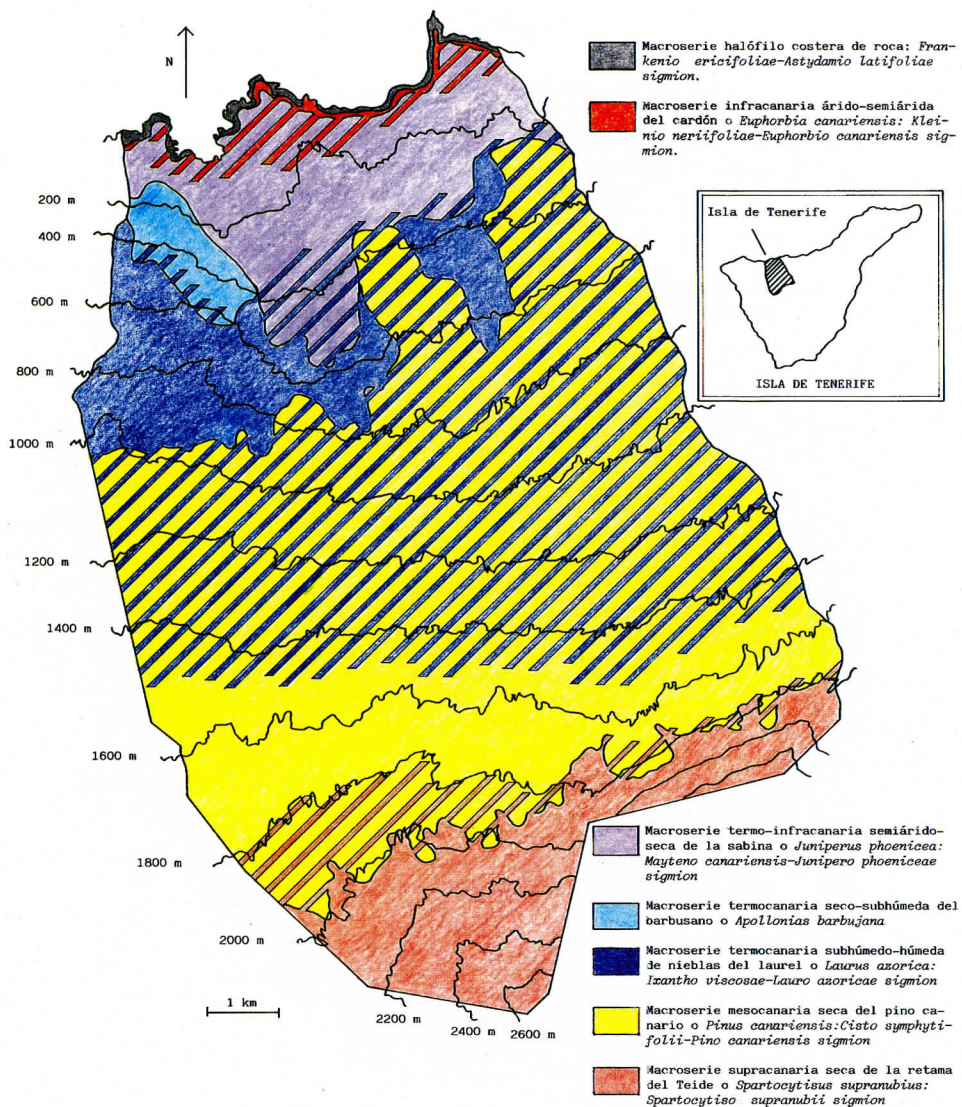 N
Macroserie halófilo costera de roca: Fran-
kenio ericifoliae-Astydamio latifoliae
sigmion.
Macroserie infracanaria árido-semiárida
del cardón o Euphorbia canariensis: Klei-
nio neriifoliae-Euphorbio canariensis sig-
mion.
Isla de Tenerife
ISLA DE TENERIFE
200 m
400 m
600 m
800 m
1000 m
1200 m
1400 m
1600 m
1800 m
2000 m
2200 m
2400 m
2600 m
1 km
Macroserie termo-infracanaria semiárido-
seca de la sabina o Juniperus phoenicea:
Mayteno canariensis-Junipero phoeniceae
sigmion
Macroserie termocanaria seco-subhúmeda del
barbusano o Apollonias barbujana
Macroserie termocanaria subhúmedo-húmeda
de nieblas del laurel o Laurus azorica:
Ixantho viscosae-Lauro azoricae sigmion
Macroserie mesocanaria seca del pino ca-
nario o Pinus canariensis:Cisto symphyti-
folii-Pino canariensis sigmion
Macroserie supracanaria seca de la retama
del Teide o Spartocytisus supranubius:
Spartocytiso supranubii sigmion